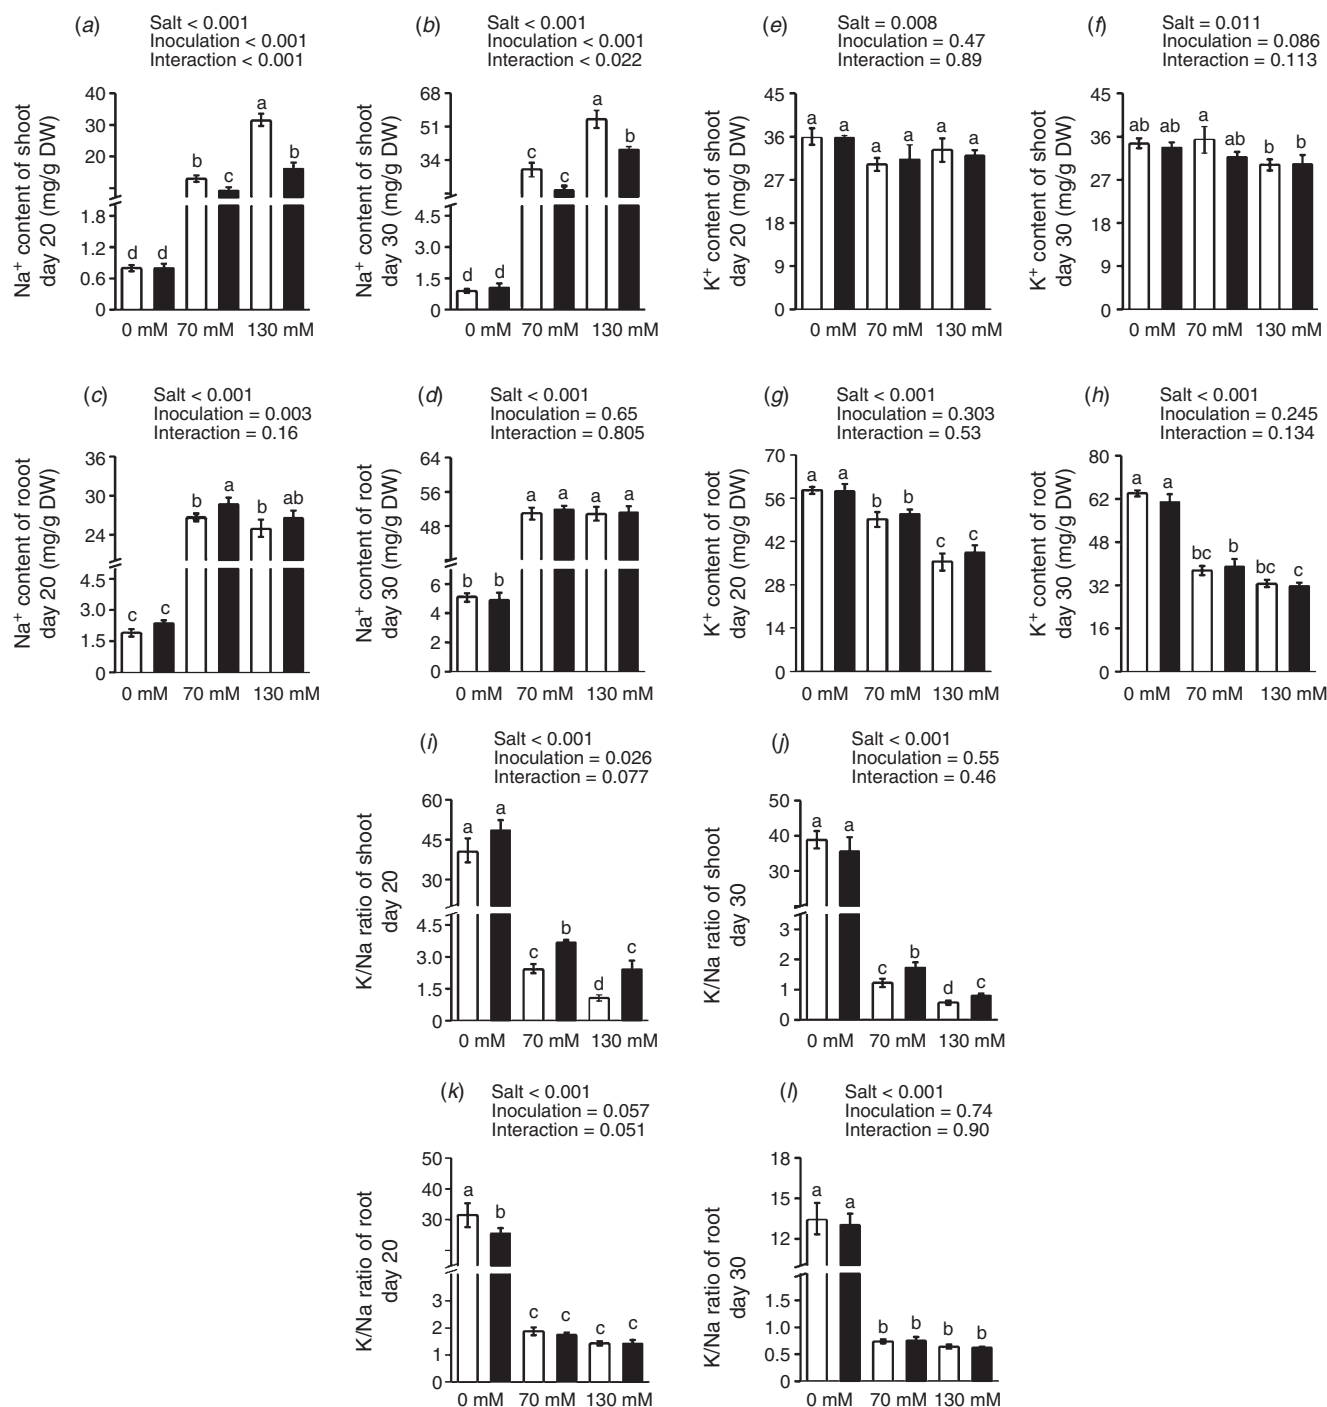 (a)
Salt < 0.001
Inoculation < 0.001
Interaction < 0.001
Na+ content of shoot
day 20 (mg/g DW)
40
30
20
1.8
1.2
0.6
0
d d b c a b
0 mM 70 mM 130 mM
(b)
Salt < 0.001
Inoculation < 0.001
Interaction < 0.022
Na+ content of shoot
day 30 (mg/g DW)
68
51
34
4.5
3.0
1.5
0
d d c c a b
0 mM 70 mM 130 mM
(e)
Salt = 0.008
Inoculation = 0.47
Interaction = 0.89
K+ content of shoot
day 20 (mg/g DW)
45
36
27
18
9
0
a a a a a a
0 mM 70 mM 130 mM
(f)
Salt = 0.011
Inoculation = 0.086
Interaction = 0.113
K+ content of shoot
day 30 (mg/g DW)
45
36
27
18
9
0
ab ab a ab b b
0 mM 70 mM 130 mM
(c)
Salt < 0.001
Inoculation = 0.003
Interaction = 0.16
Na+ content of rooot
day 20 (mg/g DW)
36
30
24
4.5
3.0
1.5
0
c c b a b ab
0 mM 70 mM 130 mM
(d)
Salt < 0.001
Inoculation = 0.65
Interaction = 0.805
Na+ content of root
day 30 (mg/g DW)
64
56
48
6
4
2
0
b b a a a a
0 mM 70 mM 130 mM
(g)
Salt < 0.001
Inoculation = 0.303
Interaction = 0.53
K+ content of root
day 20 (mg/g DW)
70
56
42
28
14
0
a a b b c c
0 mM 70 mM 130 mM
(h)
Salt < 0.001
Inoculation = 0.245
Interaction = 0.134
K+ content of root
day 30 (mg/g DW)
80
62
48
32
16
0
a a bc b bc c
0 mM 70 mM 130 mM
(i)
Salt < 0.001
Inoculation = 0.026
Interaction = 0.077
K/Na ratio of shoot
day 20
60
45
30
4.5
3.0
1.5
0
a a c b d c
0 mM 70 mM 130 mM
(j)
Salt < 0.001
Inoculation = 0.55
Interaction = 0.46
K/Na ratio of shoot
day 30
50
40
30
3
2
1
0
a a c b d c
0 mM 70 mM 130 mM
(k)
Salt < 0.001
Inoculation = 0.057
Interaction = 0.051
K/Na ratio of root
day 20
50
40
30
3
2
1
0
a b c c c c
0 mM 70 mM 130 mM
(l)
Salt < 0.001
Inoculation = 0.74
Interaction = 0.90
K/Na ratio of root
day 30
18
15
12
1.5
1.0
0.5
0
a a b b b b
0 mM 70 mM 130 mM